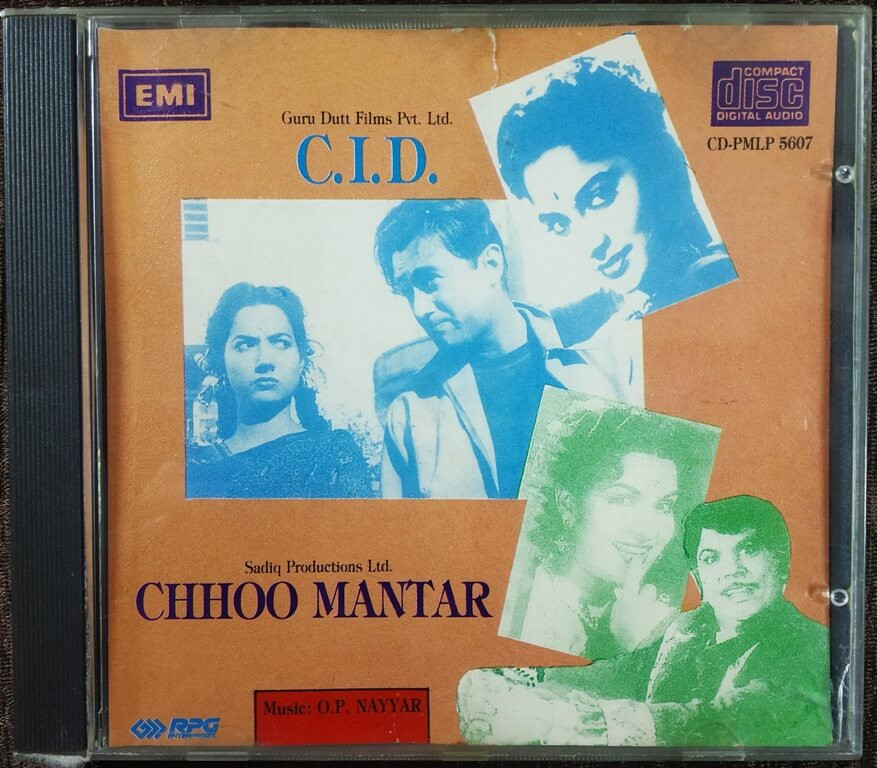 EMI
COMPACT
disc
DIGITAL AUDIO
CD-PMLP 5607
Guru Dutt Films Pvt. Ltd.
C.I.D.
Sadiq Productions Ltd.
CHHOO MANTAR
Music: O.P. NAYYAR
RPG
ENTERPRISES